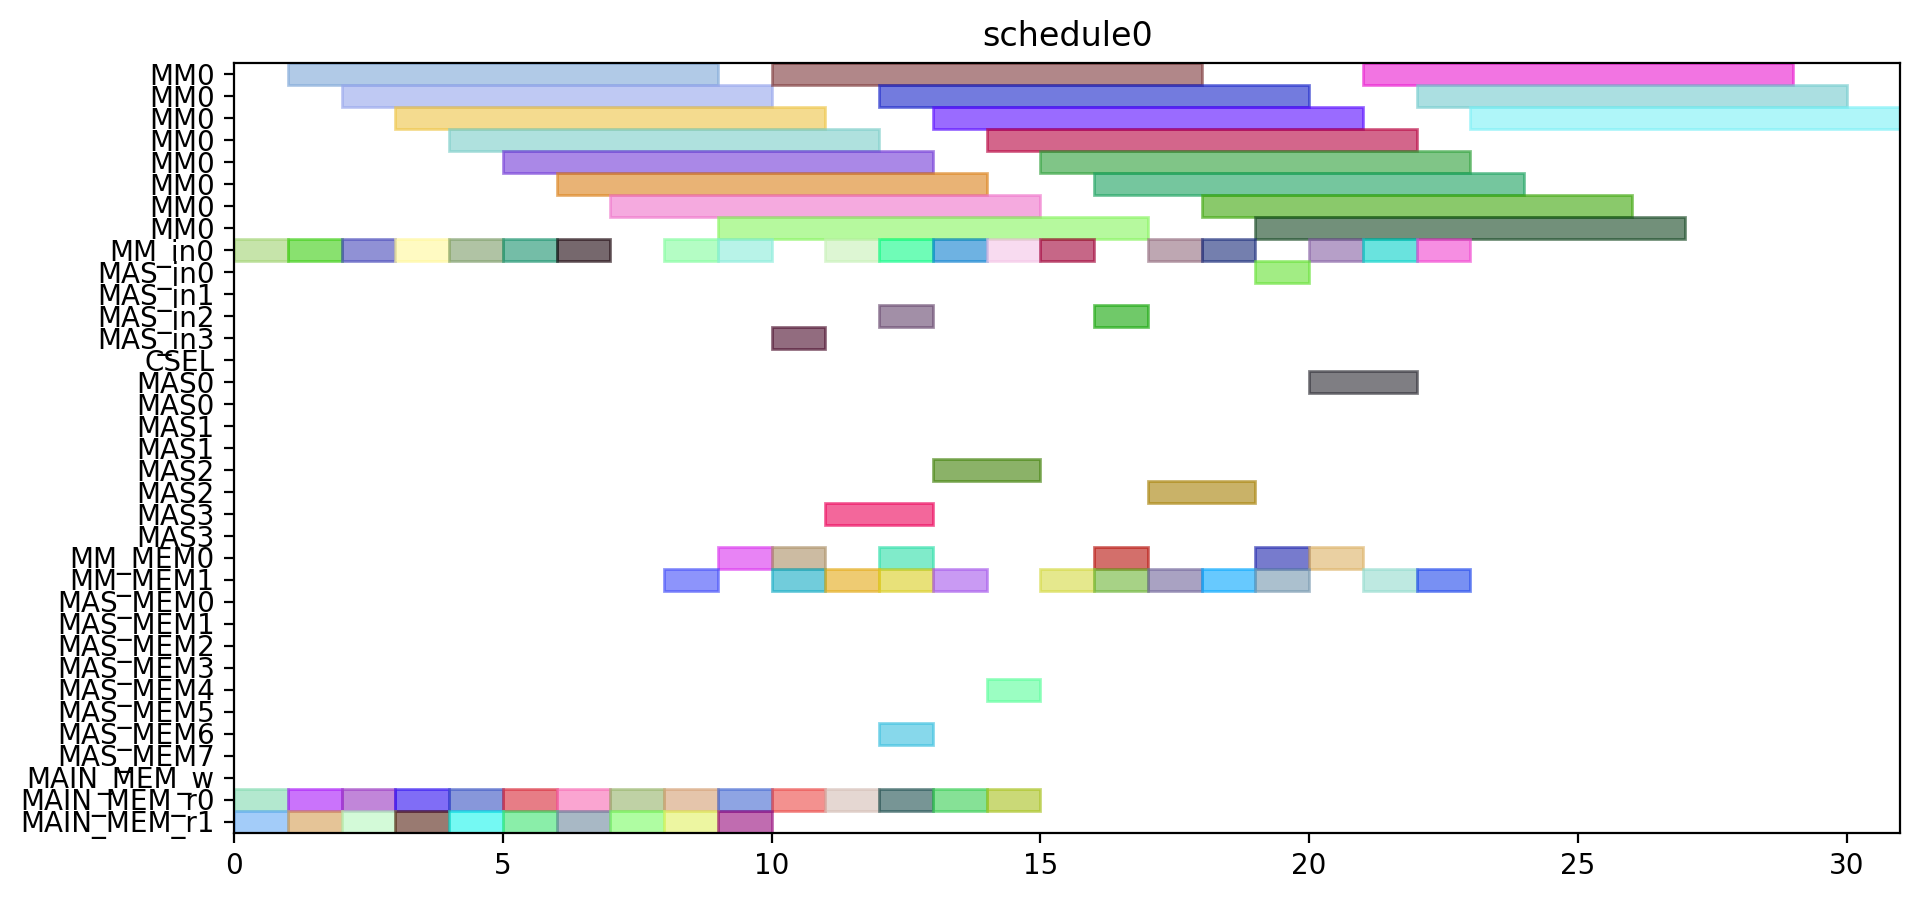 schedule0
MM0
MM0
MM0
MM0
MM0
MM0
MM0
MM0
MM_in0
MAS_in0
MAS_in1
MAS_in2
MAS_in3
CSEL
MAS0
MAS0
MAS1
MAS1
MAS2
MAS2
MAS3
MAS3
MM_MEM0
MM_MEM1
MAS_MEM0
MAS_MEM1
MAS_MEM2
MAS_MEM3
MAS_MEM4
MAS_MEM5
MAS_MEM6
MAS_MEM7
MAIN_MEM_w
MAIN_MEM_r0
MAIN_MEM_r1
0 5 10 15 20 25 30